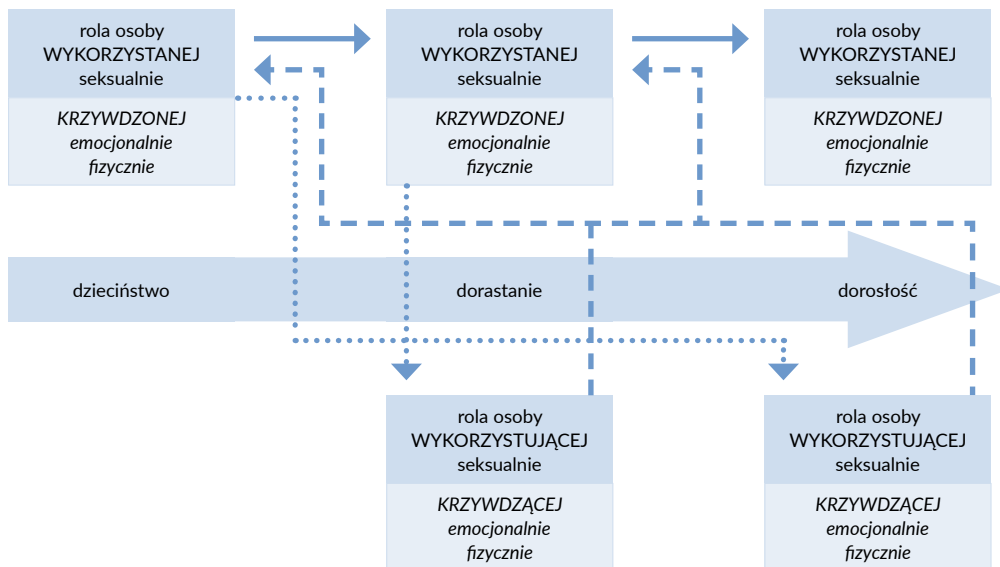 rola osoby
WYKORZYSTANEJ
seksualnie
KRZYWDZONEJ
emocjonalnie
fizycznie
rola osoby
WYKORZYSTANEJ
seksualnie
KRZYWDZONEJ
emocjonalnie
fizycznie
rola osoby
WYKORZYSTANEJ
seksualnie
KRZYWDZONEJ
emocjonalnie
fizycznie
dzieciństwo
dorastanie
dorosłość
rola osoby
WYKORZYSTUJĄCEJ
seksualnie
KRZYWDZĄCEJ
emocjonalnie
fizycznie
rola osoby
WYKORZYSTUJĄCEJ
seksualnie
KRZYWDZĄCEJ
emocjonalnie
fizycznie